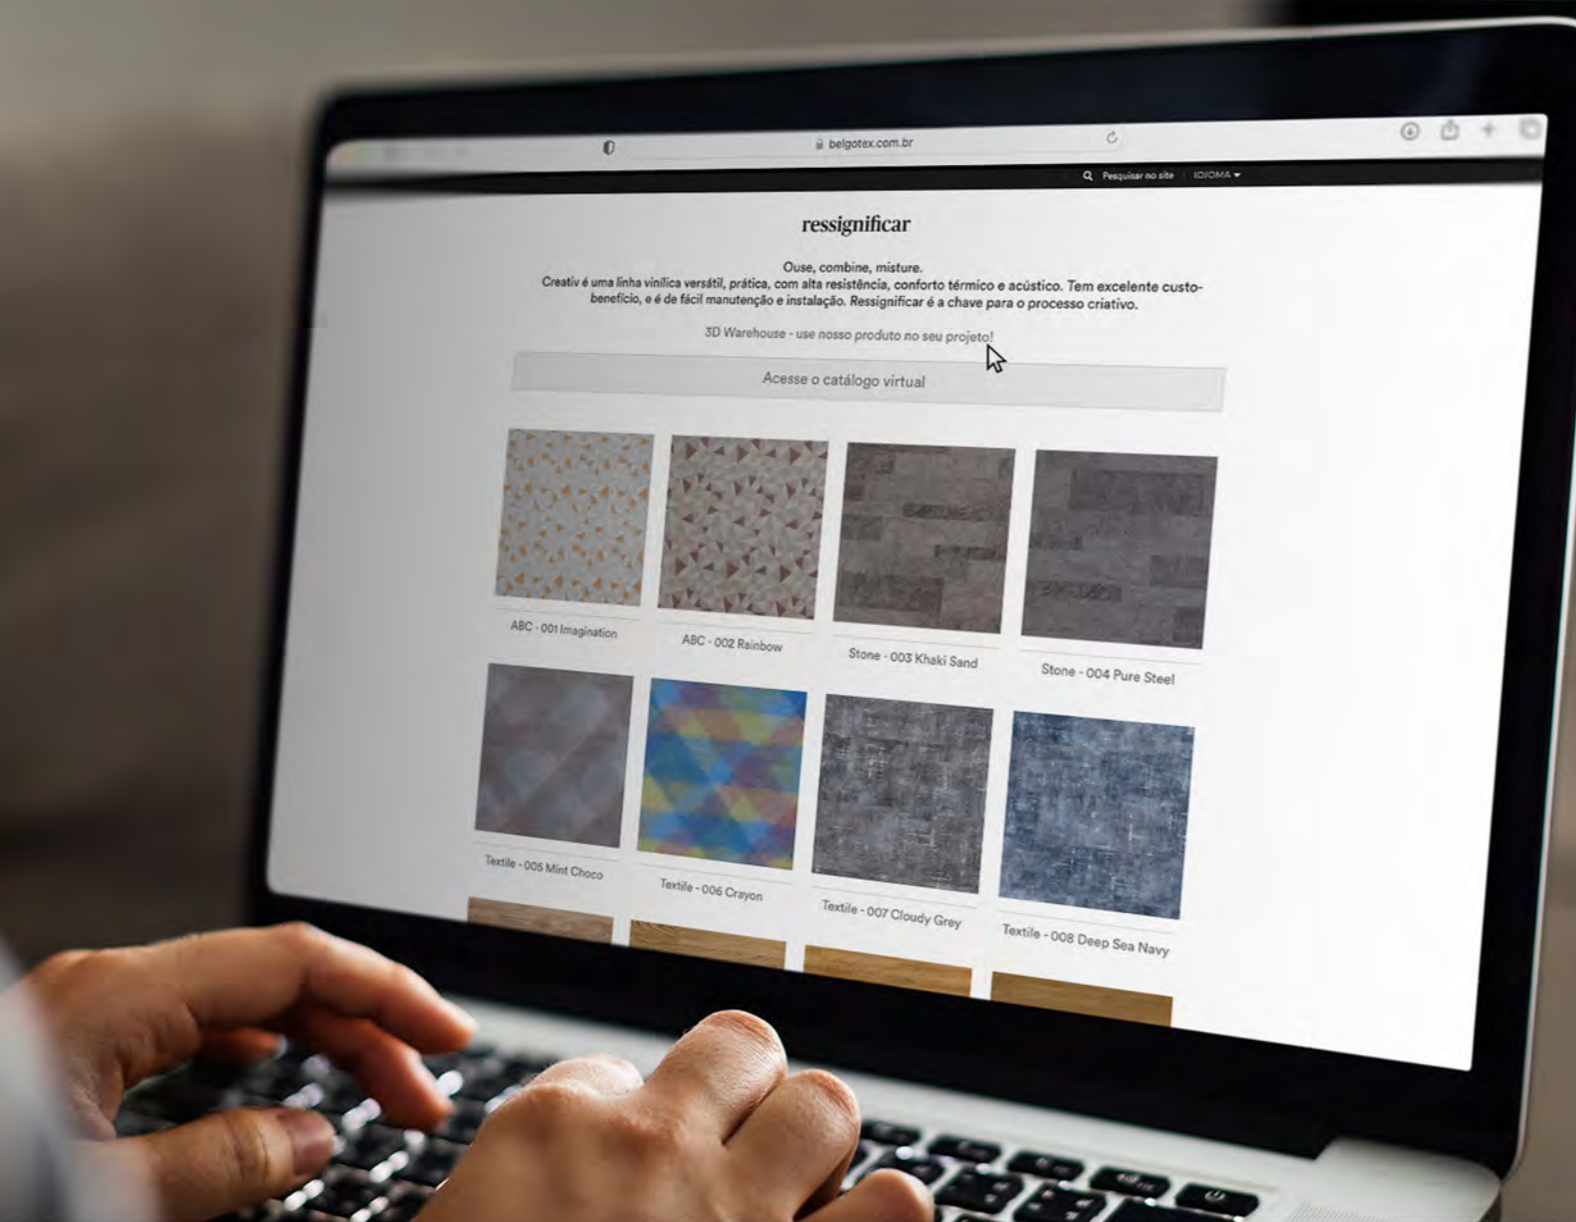 belgotex.com.br
Pesquisar no site
IDIOMA
ressignificar
Ouse, combine, misture.
Creativ é uma linha vinílica versátil, prática, com alta resistência, conforto térmico e acústico. Tem excelente custo-
benefício, e é de fácil manutenção e instalação. Ressignificar é a chave para o processo criativo.
3D Warehouse - use nosso produto no seu projeto!
Acesse o catálogo virtual
ABC - 001 Imagination
ABC - 002 Rainbow
Stone - 003 Khaki Sand
Stone - 004 Pure Steel
Textile - 005 Mint Choco
Textile - 006 Crayon
Textile - 007 Cloudy Grey
Textile - 008 Deep Sea Navy